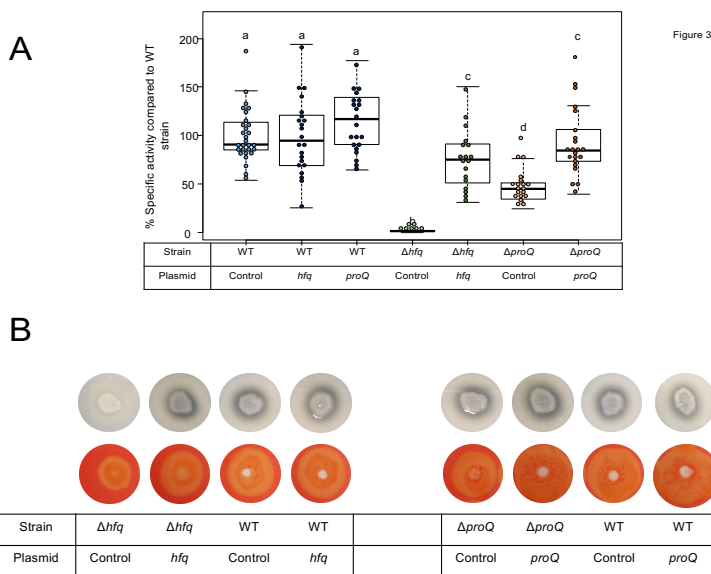 Figure 3
A
% Specific activity compared to WT
strain
200
150
100
50
0
a a a b c d c
Strain WT WT WT Δhfq Δhfq ΔproQ ΔproQ
Plasmid Control hfq proQ Control hfq Control proQ
B
Strain Δhfq Δhfq WT WT ΔproQ ΔproQ WT WT
Plasmid Control hfq Control hfq Control proQ Control proQ